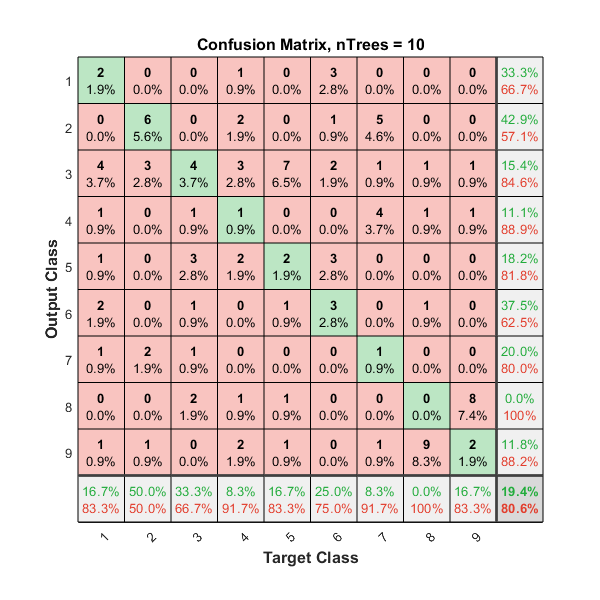 Confusion Matrix, nTrees = 10
2 0 0 1 0 3 0 0 0 33.3%
1
1.9% 0.0% 0.0% 0.9% 0.0% 2.8% 0.0% 0.0% 0.0% 66.7%
0 6 0 2 0 1 5 0 0 42.9%
2
0.0% 5.6% 0.0% 1.9% 0.0% 0.9% 4.6% 0.0% 0.0% 57.1%
4 3 4 3 7 2 1 1 1 15.4%
3
3.7% 2.8% 3.7% 2.8% 6.5% 1.9% 0.9% 0.9% 0.9% 84.6%
1 0 1 1 0 0 4 1 1 11.1%
4
0.9% 0.0% 0.9% 0.9% 0.0% 0.0% 3.7% 0.9% 0.9% 88.9%
1 0 3 2 2 3 0 0 0 18.2%
5
0.9% 0.0% 2.8% 1.9% 1.9% 2.8% 0.0% 0.0% 0.0% 81.8%
2 0 1 0 1 3 0 1 0 37.5%
6
1.9% 0.0% 0.9% 0.0% 0.9% 2.8% 0.0% 0.9% 0.0% 62.5%
1 2 1 0 0 0 1 0 0 20.0%
7
0.9% 1.9% 0.9% 0.0% 0.0% 0.0% 0.9% 0.0% 0.0% 80.0%
0 0 2 1 1 0 0 0 8 0.0%
8
0.0% 0.0% 1.9% 0.9% 0.9% 0.0% 0.0% 0.0% 7.4% 100%
1 1 0 2 1 0 1 9 2 11.8%
9
0.9% 0.9% 0.0% 1.9% 0.9% 0.0% 0.9% 8.3% 1.9% 88.2%
16.7% 50.0% 33.3% 8.3% 16.7% 25.0% 8.3% 0.0% 16.7% 19.4%
83.3% 50.0% 66.7% 91.7% 83.3% 75.0% 91.7% 100% 83.3% 80.6%
1 2 3 4 5 6 7 8 9
Target Class
Output Class